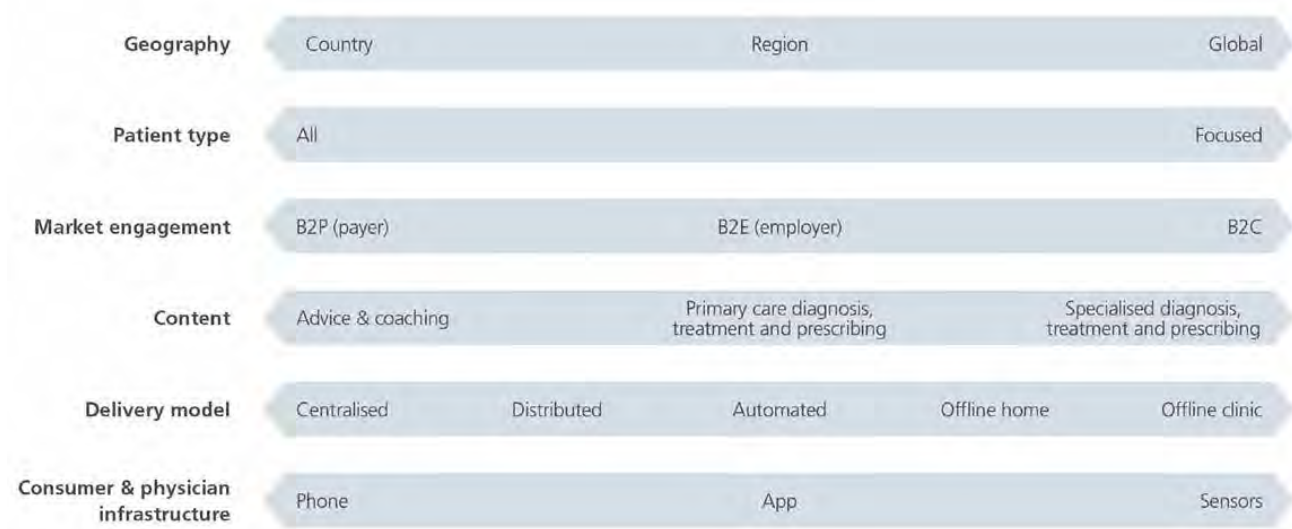 Geography Country Region Global
Patient type All Focused
Market engagement B2P (payer) B2E (employer) B2C
Content Advice & coaching Primary care diagnosis, treatment and prescribing Specialised diagnosis, treatment and prescribing
Delivery model Centralised Distributed Automated Offline home Offline clinic
Consumer & physician infrastructure Phone App Sensors